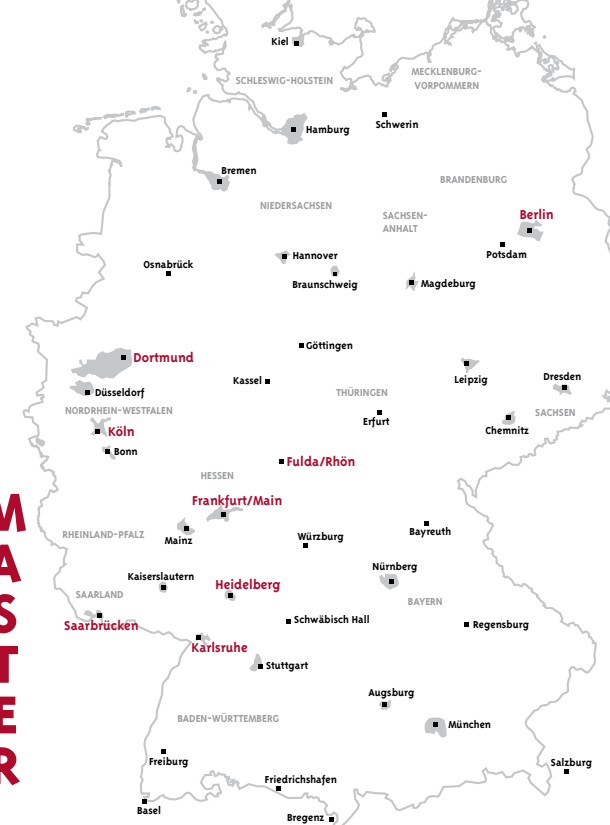 Kiel
SCHLESWIG-HOLSTEIN
MECKLENBURG-
VORPOMMERN
Hamburg
Schwerin
Bremen
BRANDENBURG
NIEDERSACHSEN
SACHSEN-
ANHALT
Berlin
Potsdam
Osnabrück
Hannover
Braunschweig
Magdeburg
Göttingen
Dortmund
Kassel
Leipzig
Dresden
Düsseldorf
THÜRINGEN
NORDRHEIN-WESTFALEN
Erfurt
SACHSEN
Köln
Chemnitz
Bonn
Fulda/Rhön
HESSEN
Frankfurt/Main
RHEINLAND-PFALZ
Mainz
Würzburg
Bayreuth
Kaiserslautern
Nürnberg
SAARLAND
Heidelberg
BAYERN
Saarbrücken
Schwäbisch Hall
Regensburg
Karlsruhe
Stuttgart
Augsburg
BADEN-WÜRTTEMBERG
München
Freiburg
Salzburg
Friedrichshafen
Basel
Bregenz
M
A
S
T
E
R